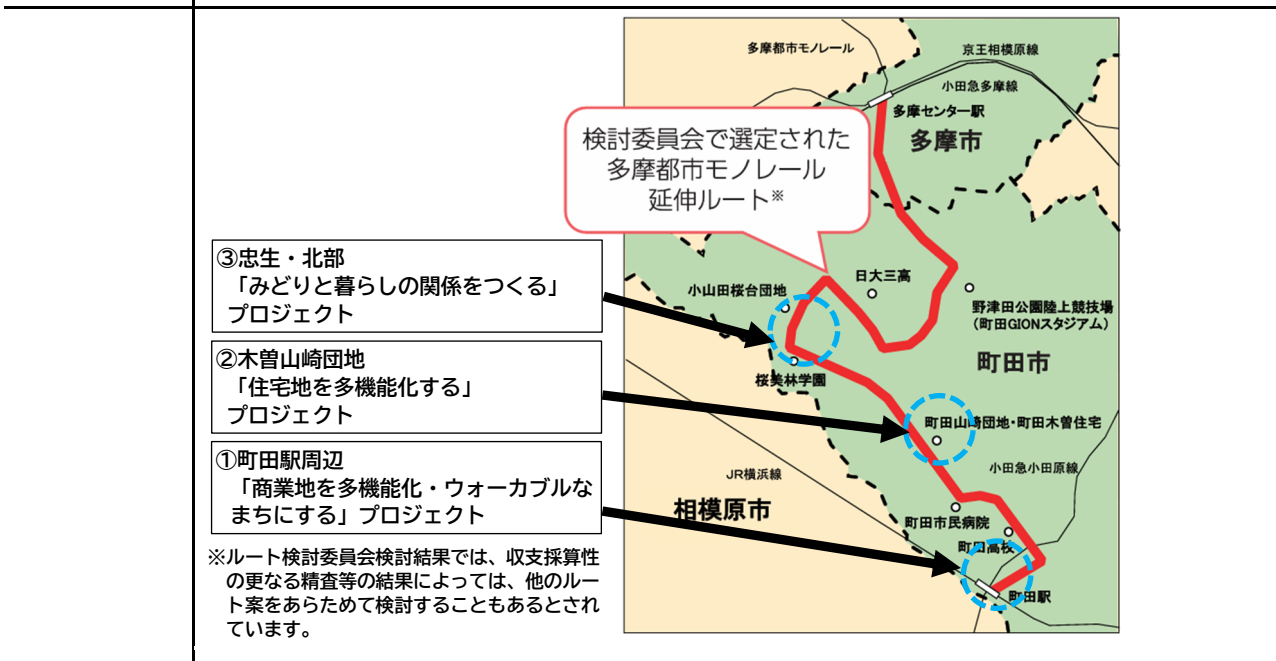 多摩都市モノレール
京王相模原線
小田急多摩線
多摩センター駅
多摩市
検討委員会で選定された
多摩都市モノレール
延伸ルート※
③忠生・北部
「みどりと暮らしの関係をつくる」
プロジェクト
小山田桜台団地
日大三高
野津田公園陸上競技場
（町田GIONスタジアム）
町田市
桜美林学園
②木曽山崎団地
「住宅地を多機能化する」
プロジェクト
町田山崎団地・町田木曽住宅
小田急小田原線
JR横浜線
相模原市
①町田駅周辺
「商業地を多機能化・ウォーカブルな
まちにする」プロジェクト
町田市民病院
町田高校
町田駅
※ルート検討委員会検討結果では、収支採算性
の更なる精査等の結果によっては、他のルー
ト案をあらためて検討することもあるとされ
ています。